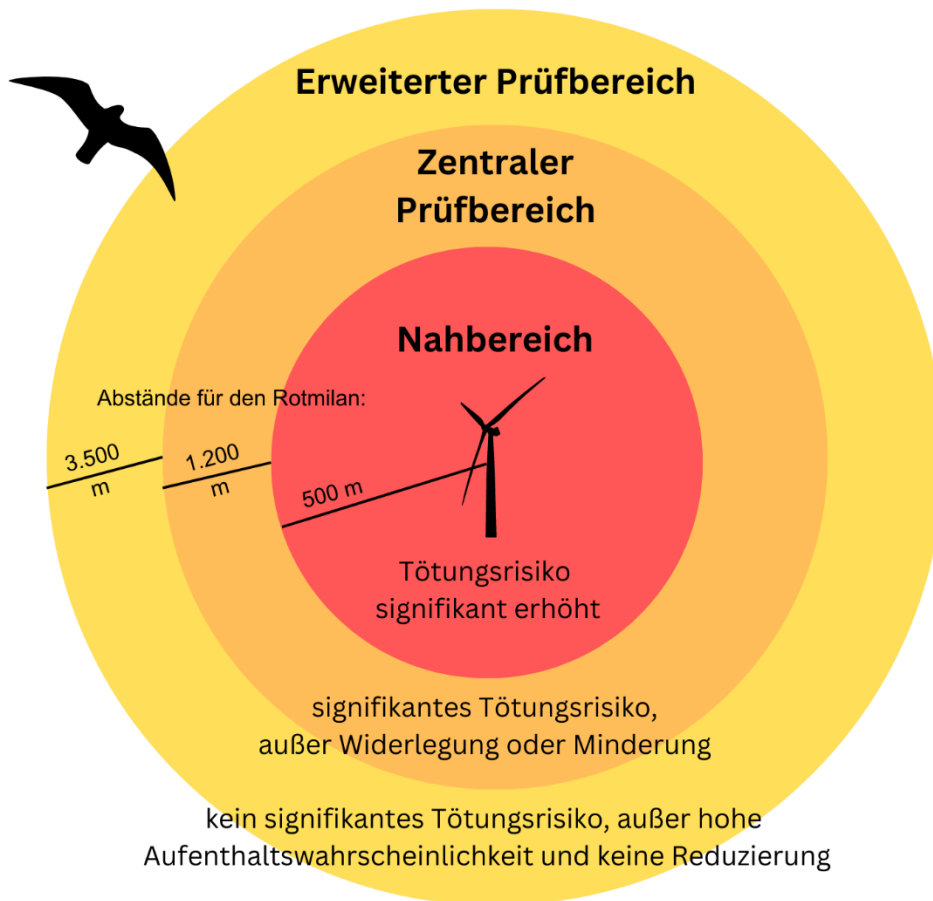 Erweiterter Prüfbereich
Zentraler
Prüfbereich
Nahbereich
Abstände für den Rotmilan:
3.500
m
1.200
m
500 m
Tötungsrisiko
signifikant erhöht
signifikantes Tötungsrisiko,
außer Widerlegung oder Minderung
kein signifikantes Tötungsrisiko, außer hohe
Aufenthaltswahrscheinlichkeit und keine Reduzierung